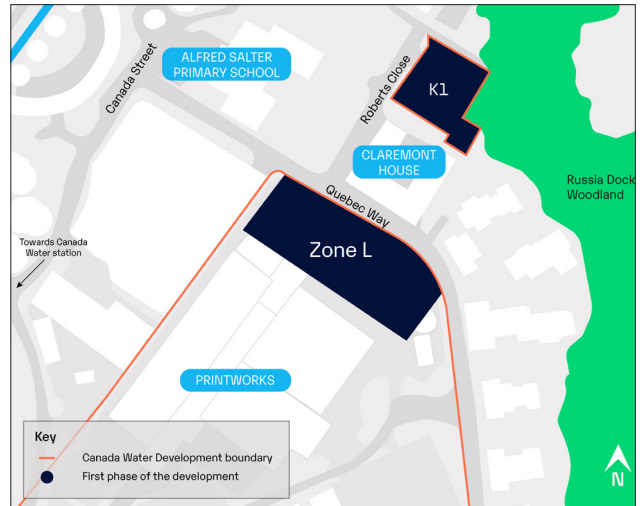 ALFRED SALTER
PRIMARY SCHOOL
Canada Street
Roberts Close
K1
CLAREMONT
HOUSE
Russia Dock
Woodland
Quebec Way
Zone L
Towards Canada
Water station
PRINTWORKS
Key
Canada Water Development boundary
First phase of the development
N